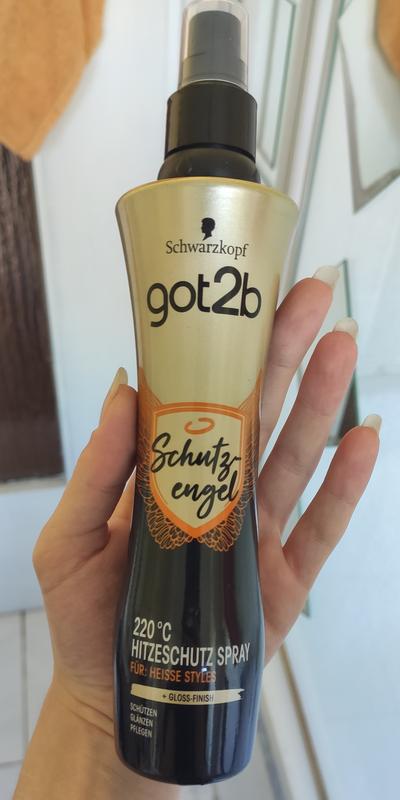 Schwarzkopf
got2b
Schutz-
engel
220°C
HITZESCHUTZ SPRAY
FÜR: HEISSE STYLES
+ GLOSS-FINISH
SCHÜTZEN
GLÄNZEN
PFLEGEN